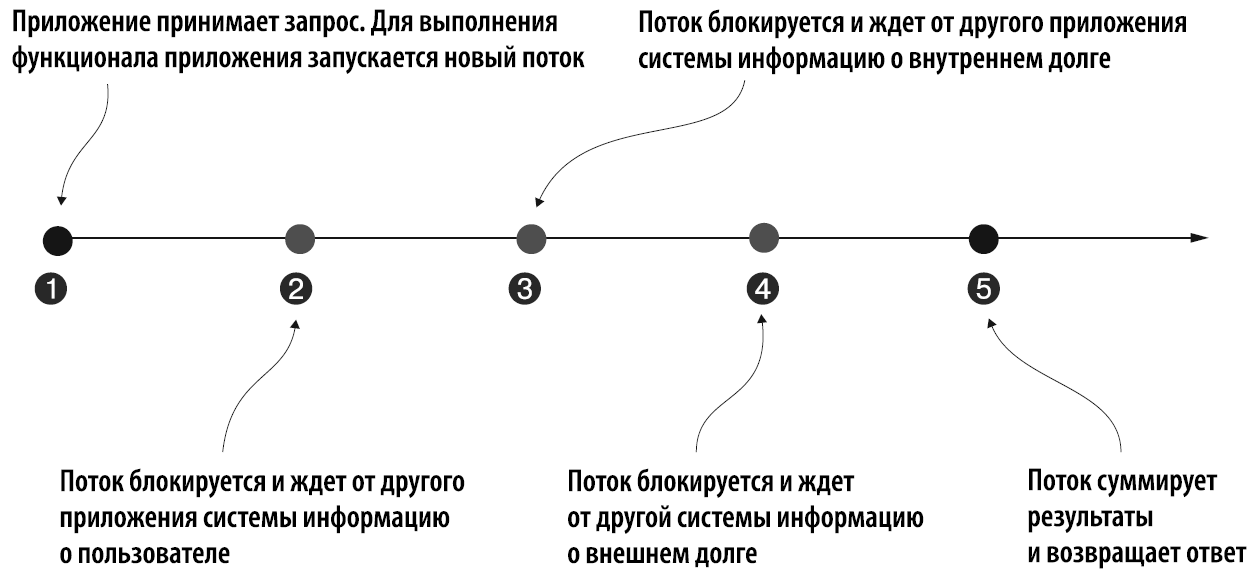 Приложение принимает запрос. Для выполнения
функционала приложения запускается новый поток
Поток блокируется и ждет от другого приложения
системы информацию о внутреннем долге
1
2
3
4
5
Поток блокируется и ждет от другого
приложения системы информацию
о пользователе
Поток блокируется и ждет
от другой системы информацию
о внешнем долге
Поток суммирует
результаты
и возвращает ответ